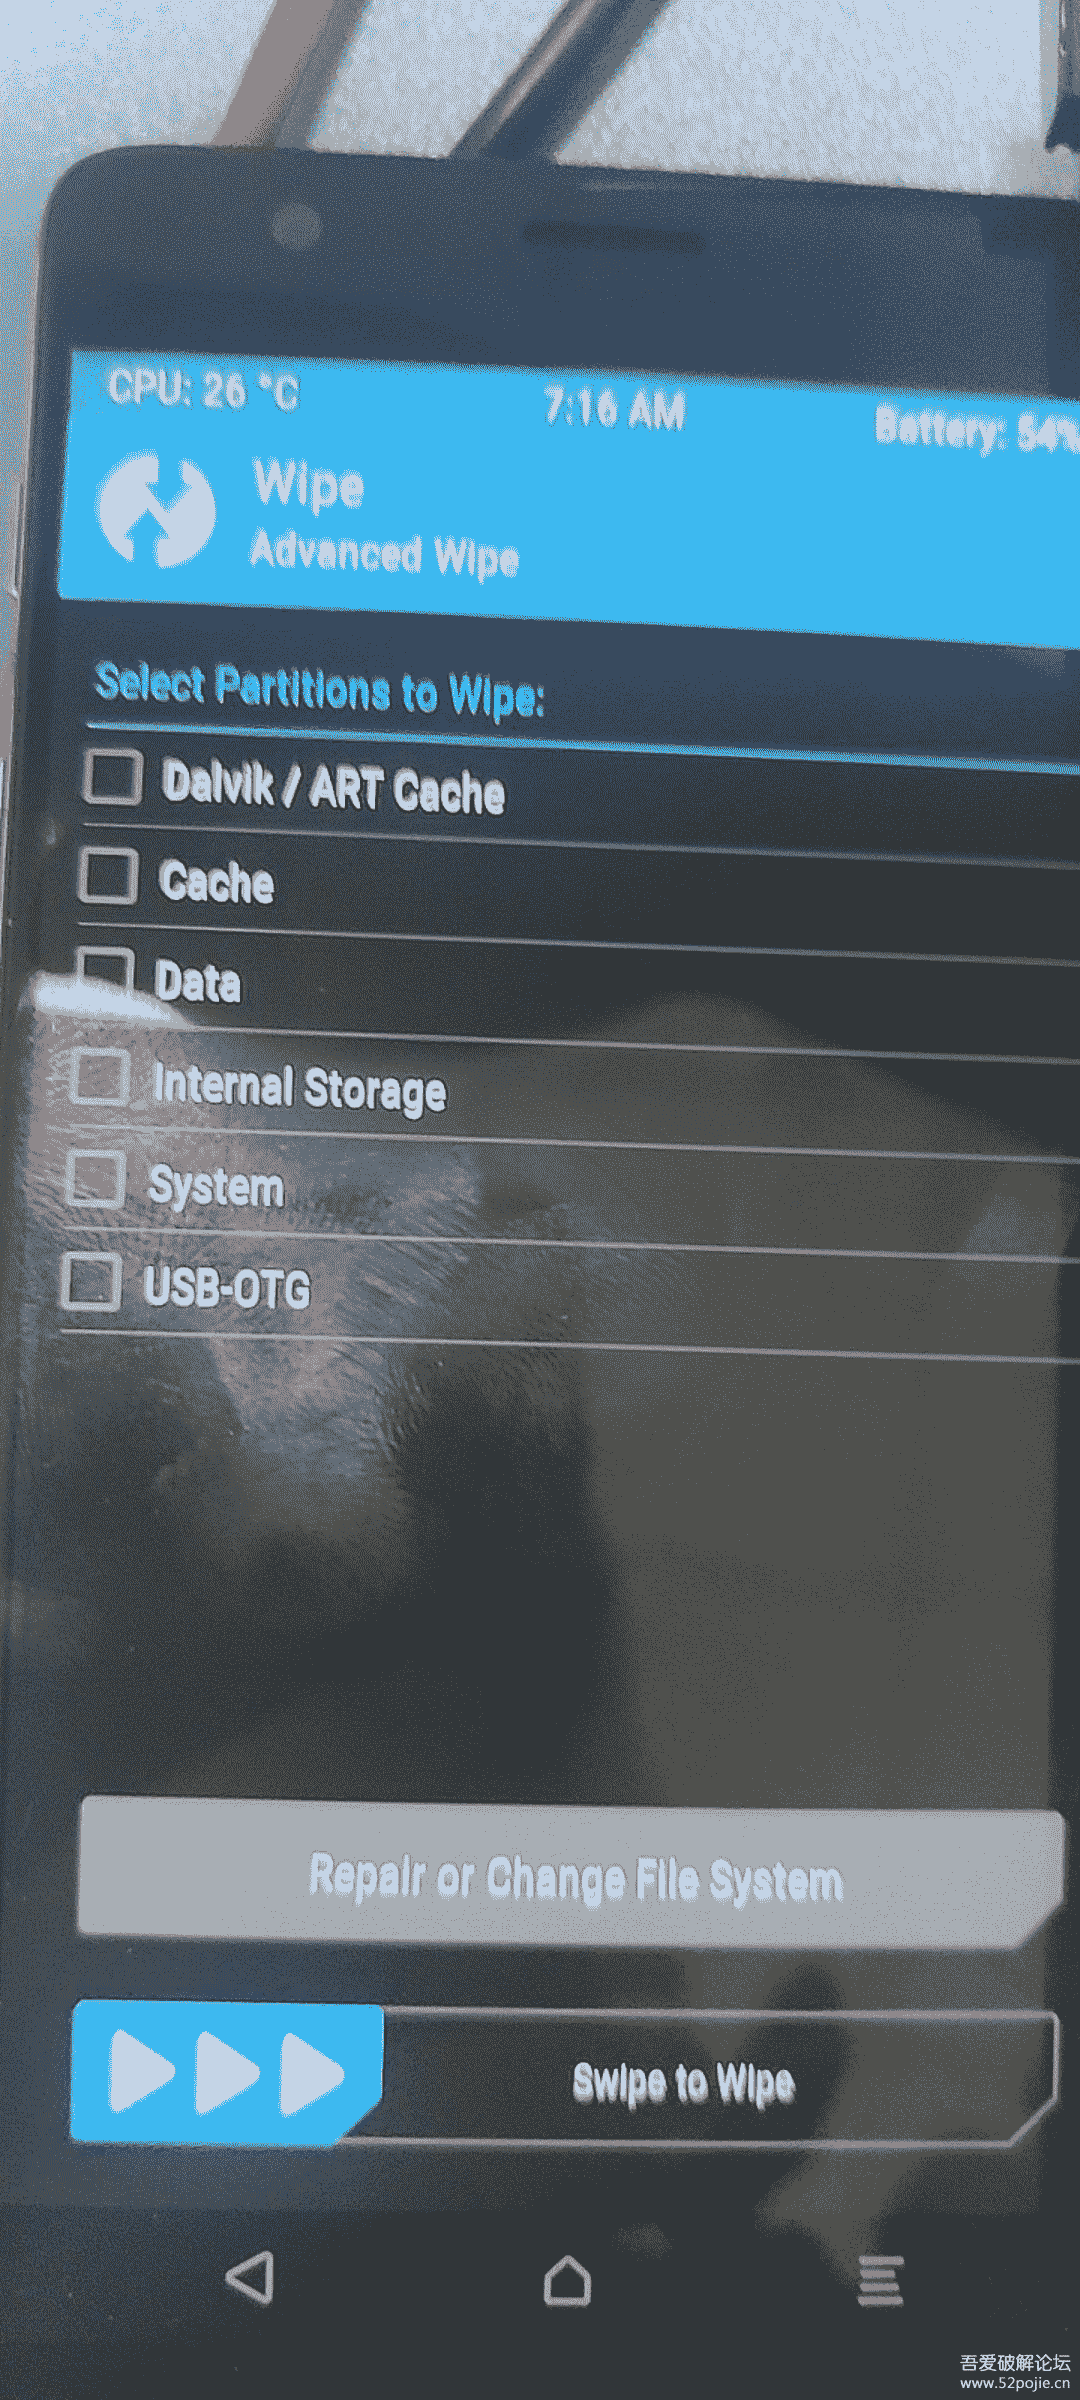 CPU: 26 °C 7:16 AM Battery: 54%
Wipe
Advanced Wipe
Select Partitions to Wipe:
Dalvik / ART Cache
Cache
Data
Internal Storage
System
USB-OTG
Repair or Change File System
Swipe to Wipe
吾爱破解论坛
www.52pojie.cn